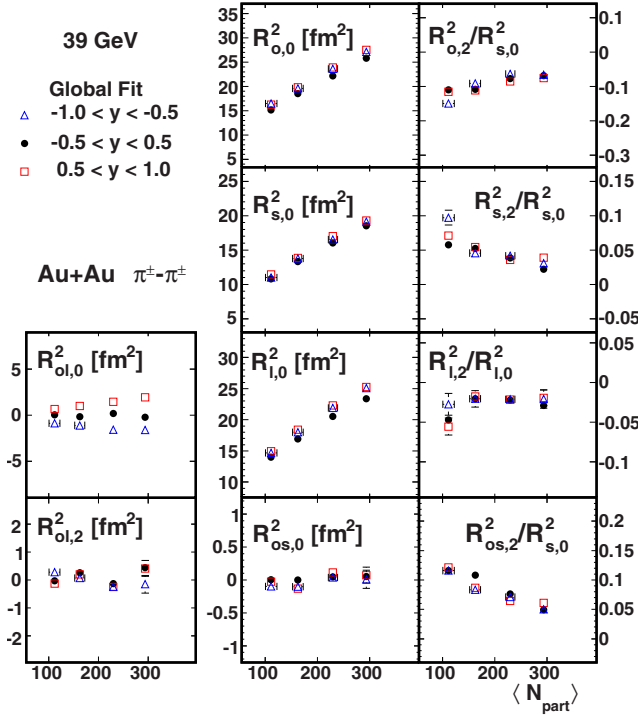 39 GeV
Global Fit
-1.0 < y < -0.5
-0.5 < y < 0.5
0.5 < y < 1.0
Au+Au π±-π±
R²o,0 [fm²]
35
30
25
20
15
10
5
R²o,2/R²s,0
0.1
0
-0.1
-0.2
-0.3
R²s,0 [fm²]
25
20
15
10
5
R²s,2/R²s,0
0.15
0.1
0.05
0
-0.05
R²ol,0 [fm²]
5
0
-5
R²l,0 [fm²]
30
25
20
15
10
R²l,2/R²l,0
0.05
0
-0.05
-0.1
R²ol,2 [fm²]
2
1
0
-1
-2
R²os,0 [fm²]
1
0.5
0
-0.5
-1
R²os,2/R²s,0
0.2
0.15
0.1
0.05
0
100 200 300
100 200 300
100 200 300
⟨ Npart ⟩